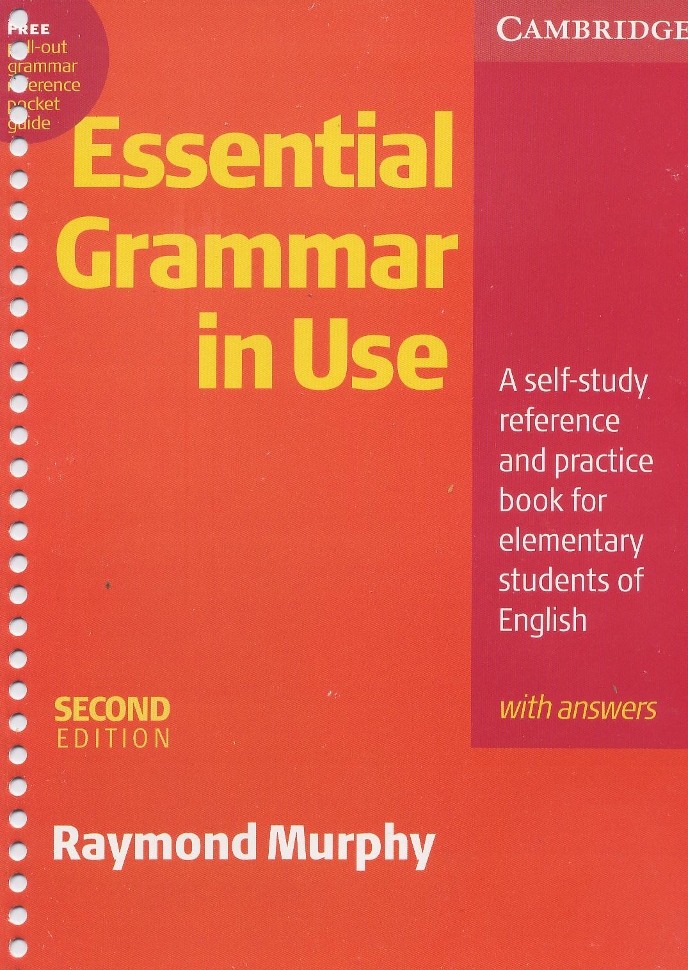 FREE
pull-out
grammar
reference
pocket
guide
CAMBRIDGE
Essential
Grammar
in Use
A self-study
reference
and practice
book for
elementary
students of
English
with answers
SECOND
EDITION
Raymond Murphy